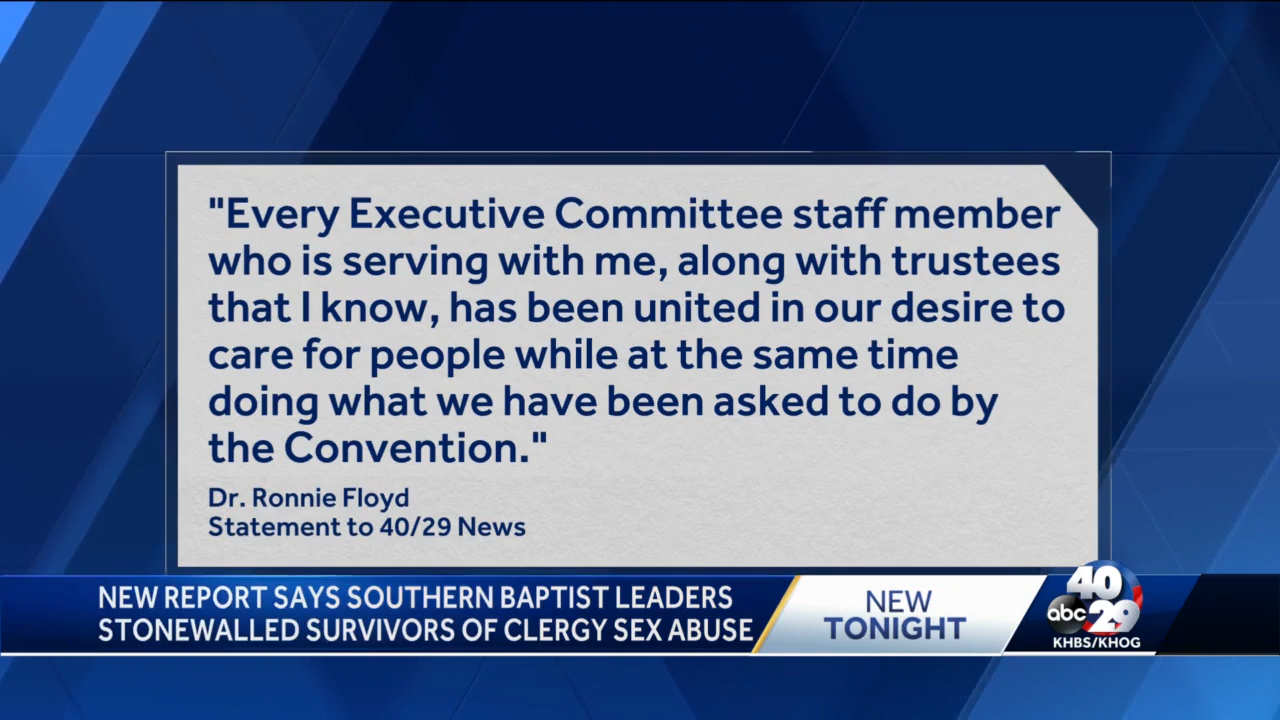 "Every Executive Committee staff member
who is serving with me, along with trustees
that I know, has been united in our desire to
care for people while at the same time
doing what we have been asked to do by
the Convention."
Dr. Ronnie Floyd
Statement to 40/29 News
NEW REPORT SAYS SOUTHERN BAPTIST LEADERS
STONEWALLED SURVIVORS OF CLERGY SEX ABUSE
NEW
TONIGHT
40
abc 29
KHBS/KHOG